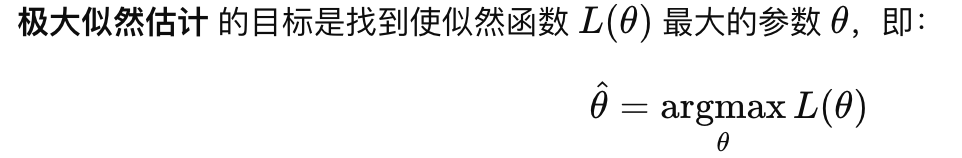 极大似然估计 的目标是找到使似然函数 L(θ) 最大的参数 θ，即：
θ̂ = argmax L(θ)
θ